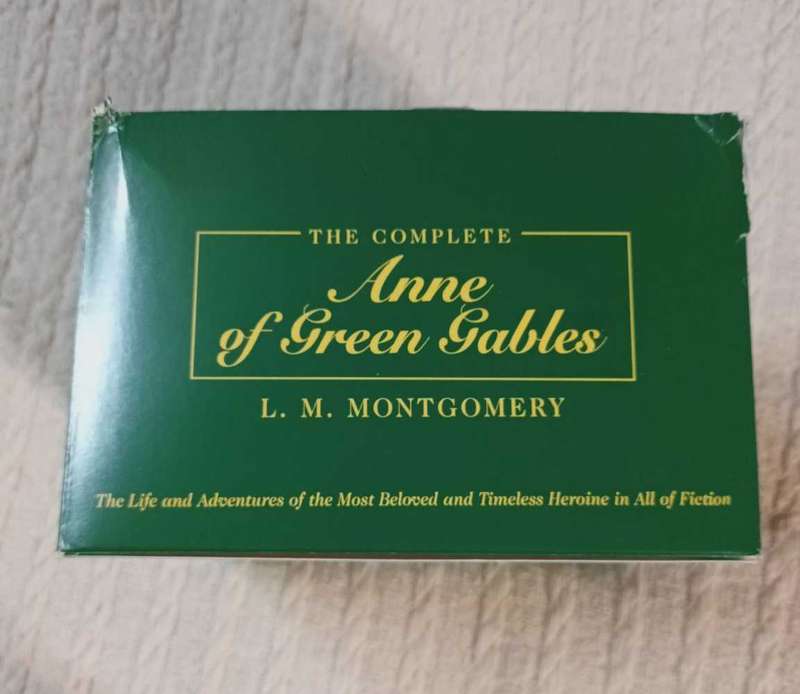 THE COMPLETE
Anne
of Green Gables
L. M. MONTGOMERY
The Life and Adventures of the Most Beloved and Timeless Heroine in All of Fiction